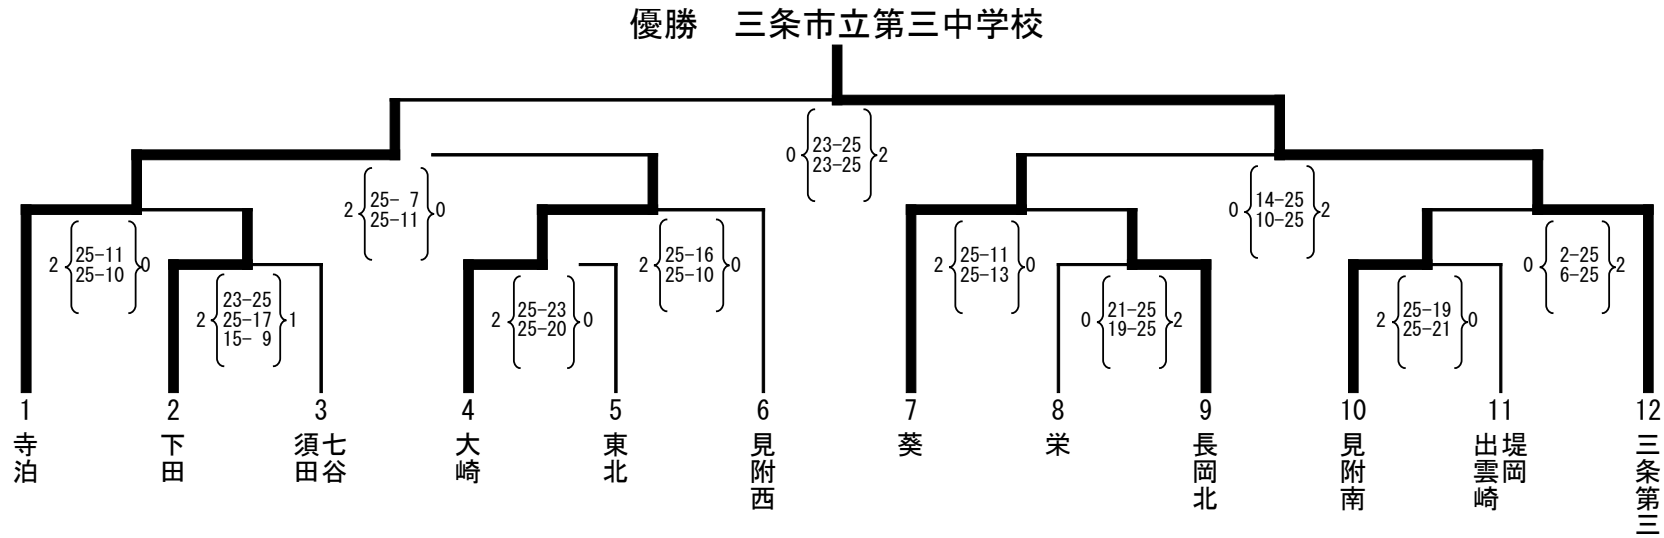 優勝　三条市立第三中学校
0 23-25 2
23-25
2 25- 7 0
25-11
0 14-25 2
10-25
2 25-11 0
25-10
2 25-16 0
25-10
2 25-11 0
25-13
0 2-25 2
6-25
2 23-25 1
25-17
15- 9
2 25-23 0
25-20
0 21-25 2
19-25
2 25-19 0
25-21
1 2 3 4 5 6 7 8 9 10 11 12
寺泊
下田
七谷
須田
大崎
東北
見附西
葵
栄
長岡北
見附南
堤岡
出雲崎
三条第三